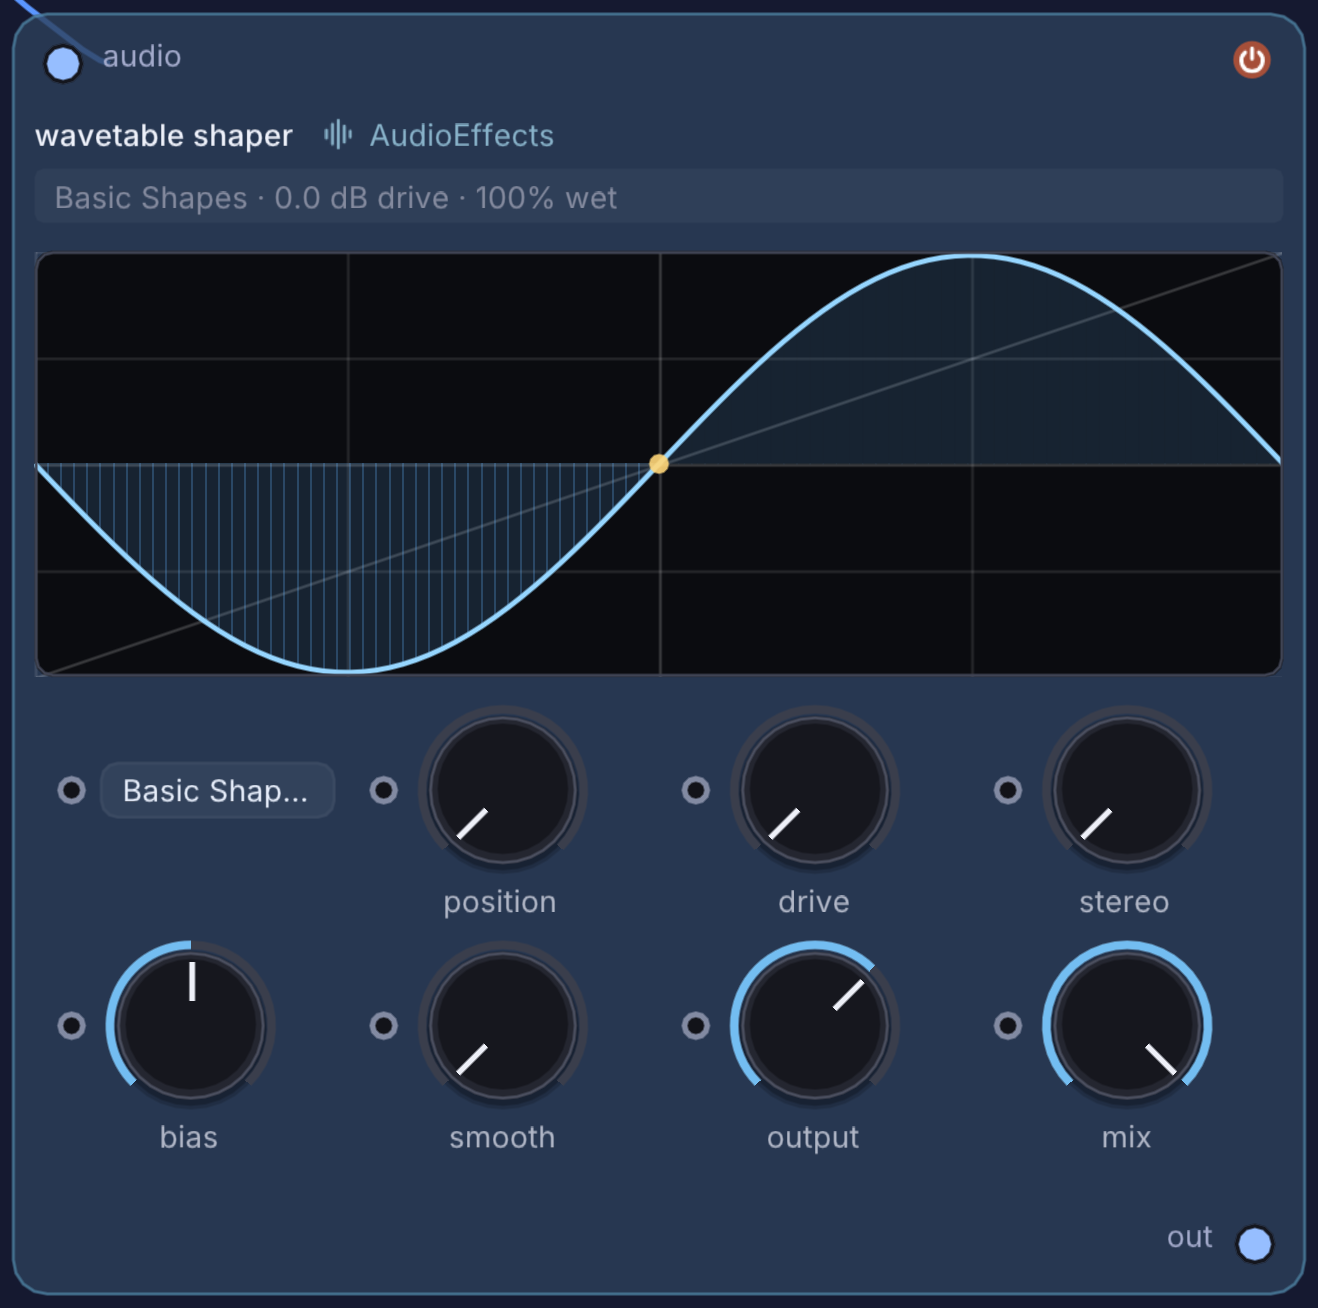 audio
wavetable shaper AudioEffects
Basic Shapes · 0.0 dB drive · 100% wet
Basic Shap...
position
drive
stereo
bias
smooth
output
mix
out